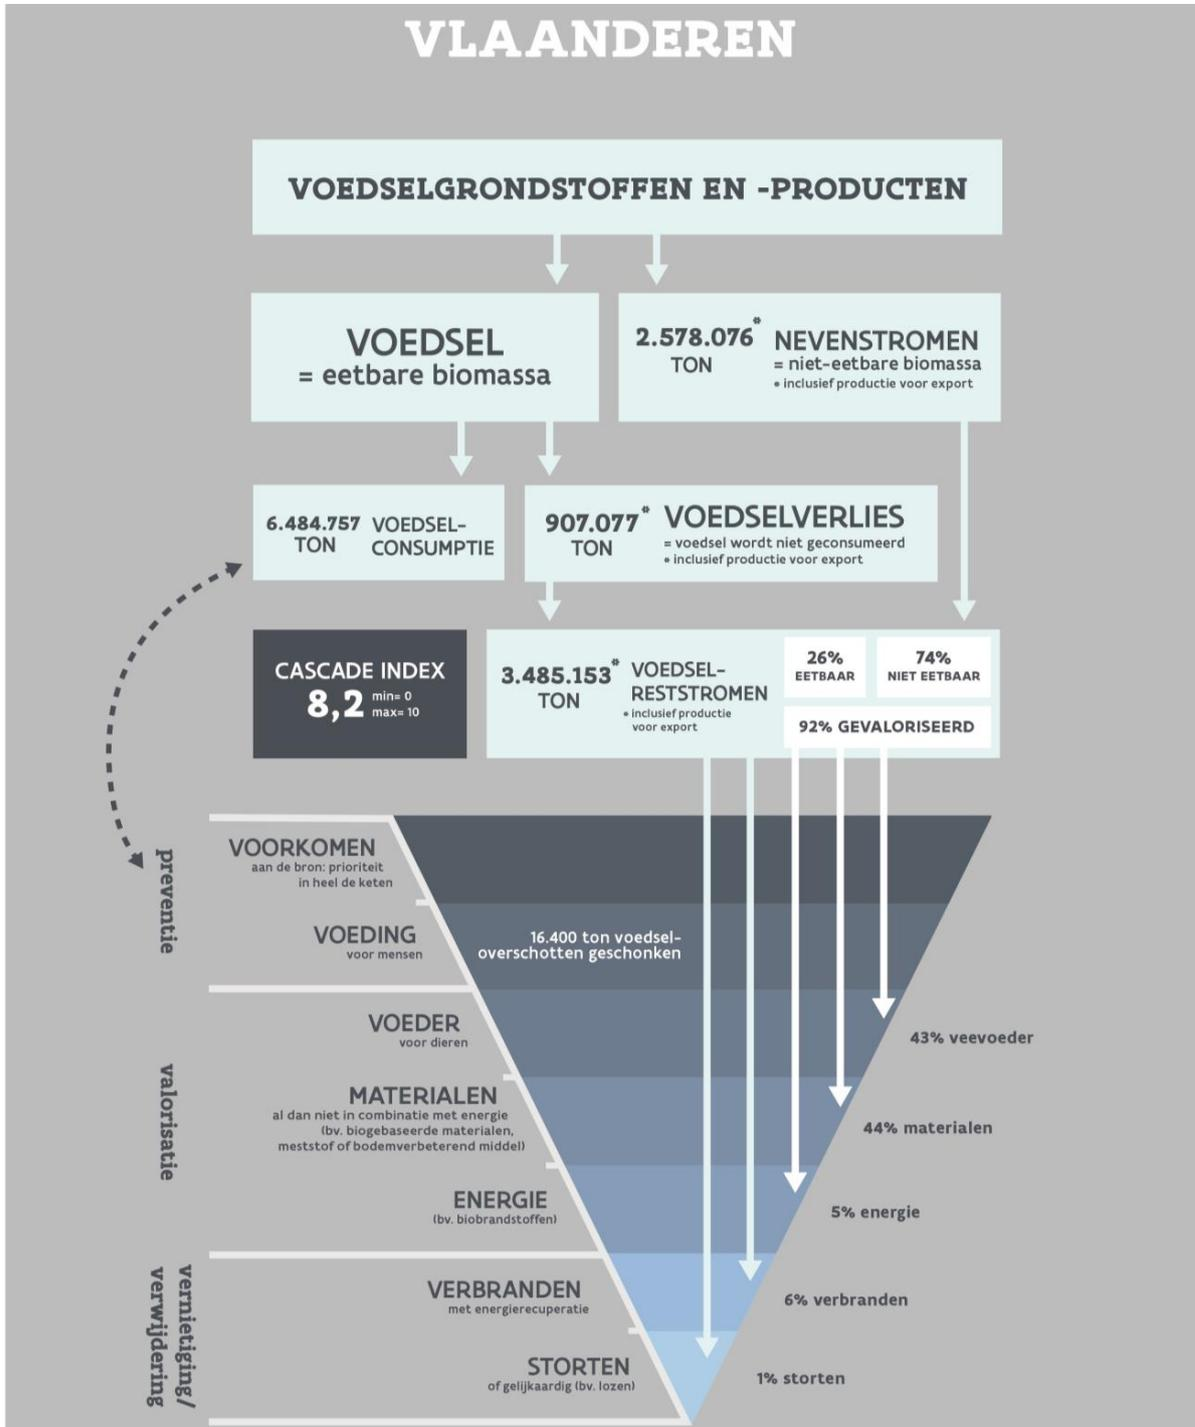 VLAANDEREN
VOEDSELGRONDSTOFFEN EN -PRODUCTEN
VOEDSEL
= eetbare biomassa
2.578.076*
TON
NEVENSTROMEN
= niet-eetbare biomassa
* inclusief productie voor export
6.484.757
TON
VOEDSEL-
CONSUMPTIE
907.077*
TON
VOEDSELVERLIES
= voedsel wordt niet geconsumeerd
* inclusief productie voor export
CASCADE INDEX
8,2
min= 0
max= 10
3.485.153*
TON
VOEDSEL-
RESTSTROMEN
* inclusief productie
voor export
26%
EETBAAR
74%
NIET EETBAAR
92% GEVALORISEERD
preventie
VOORKOMEN
aan de bron: prioriteit
in heel de keten
VOEDING
voor mensen
16.400 ton voedsel-
overschotten geschonken
valorisatie
VOEDER
voor dieren
43% veevoeder
MATERIALEN
al dan niet in combinatie met energie
(bv. biogebaseerde materialen,
meststof of bodemverbeterend middel)
44% materialen
ENERGIE
(bv. biobrandstoffen)
5% energie
vernietiging/
verwijdering
VERBRANDEN
met energierecuperatie
6% verbranden
STORTEN
of gelijkaardig (bv. lozen)
1% storten